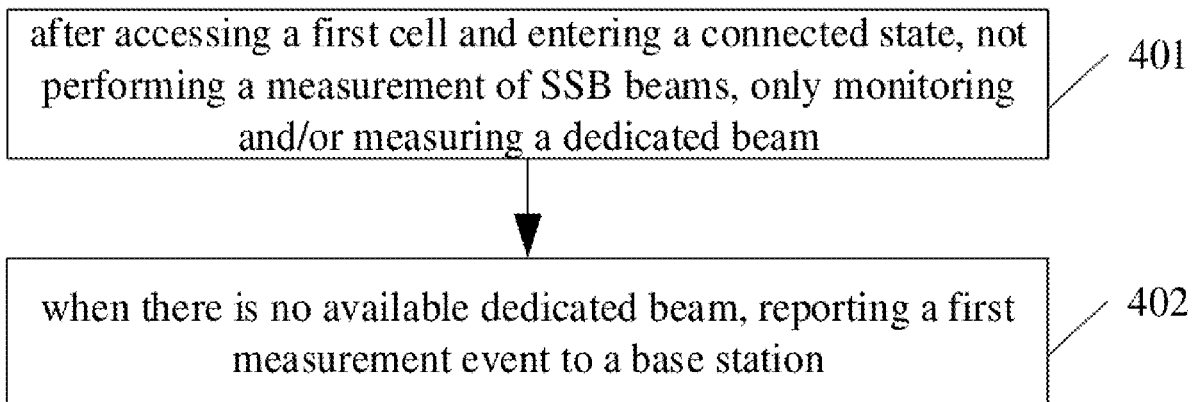 after accessing a first cell and entering a connected state, not
performing a measurement of SSB beams, only monitoring
and/or measuring a dedicated beam
401
when there is no available dedicated beam, reporting a first
measurement event to a base station
402